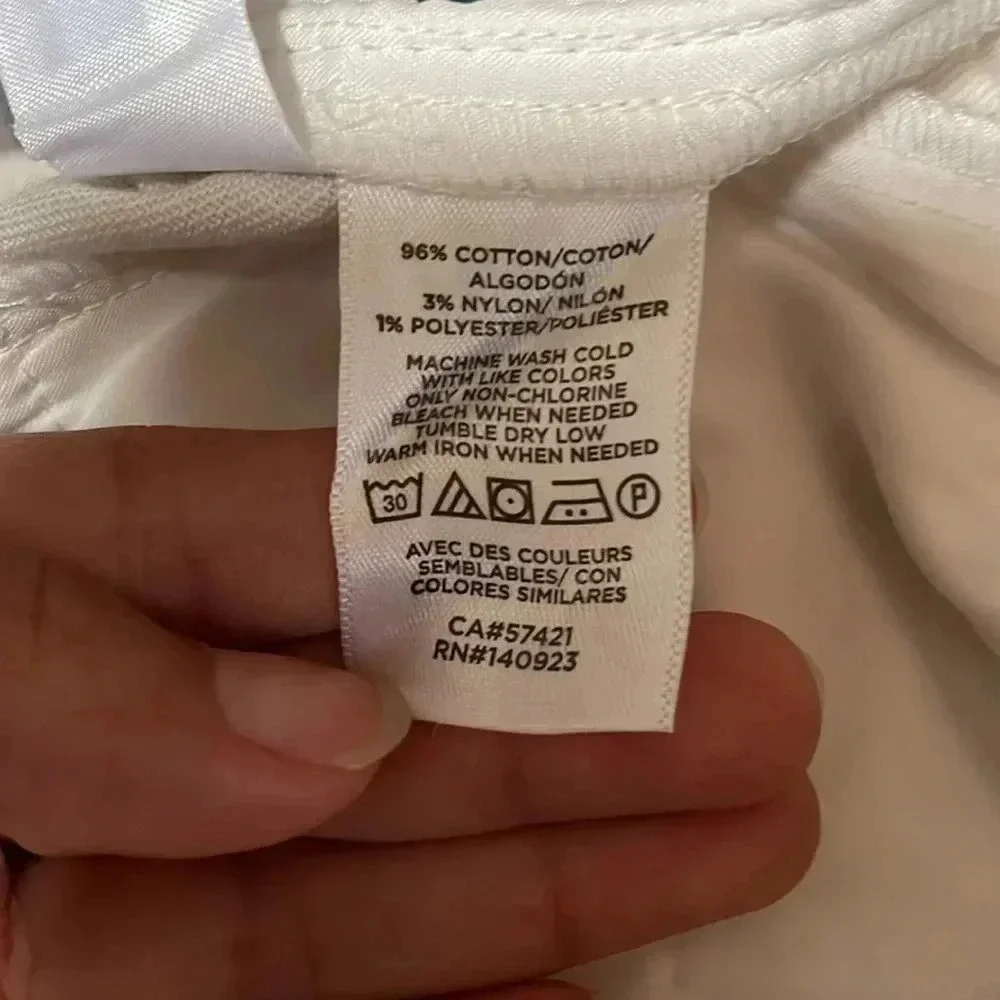 96% COTTON/COTON/
ALGODÓN
3% NYLON/ NILÓN
1% POLYESTER/POLIÉSTER
MACHINE WASH COLD
WITH LIKE COLORS
ONLY NON-CHLORINE
BLEACH WHEN NEEDED
TUMBLE DRY LOW
WARM IRON WHEN NEEDED
30 P
AVEC DES COULEURS
SEMBLABLES/ CON
COLORES SIMILARES
CA#57421
RN#140923